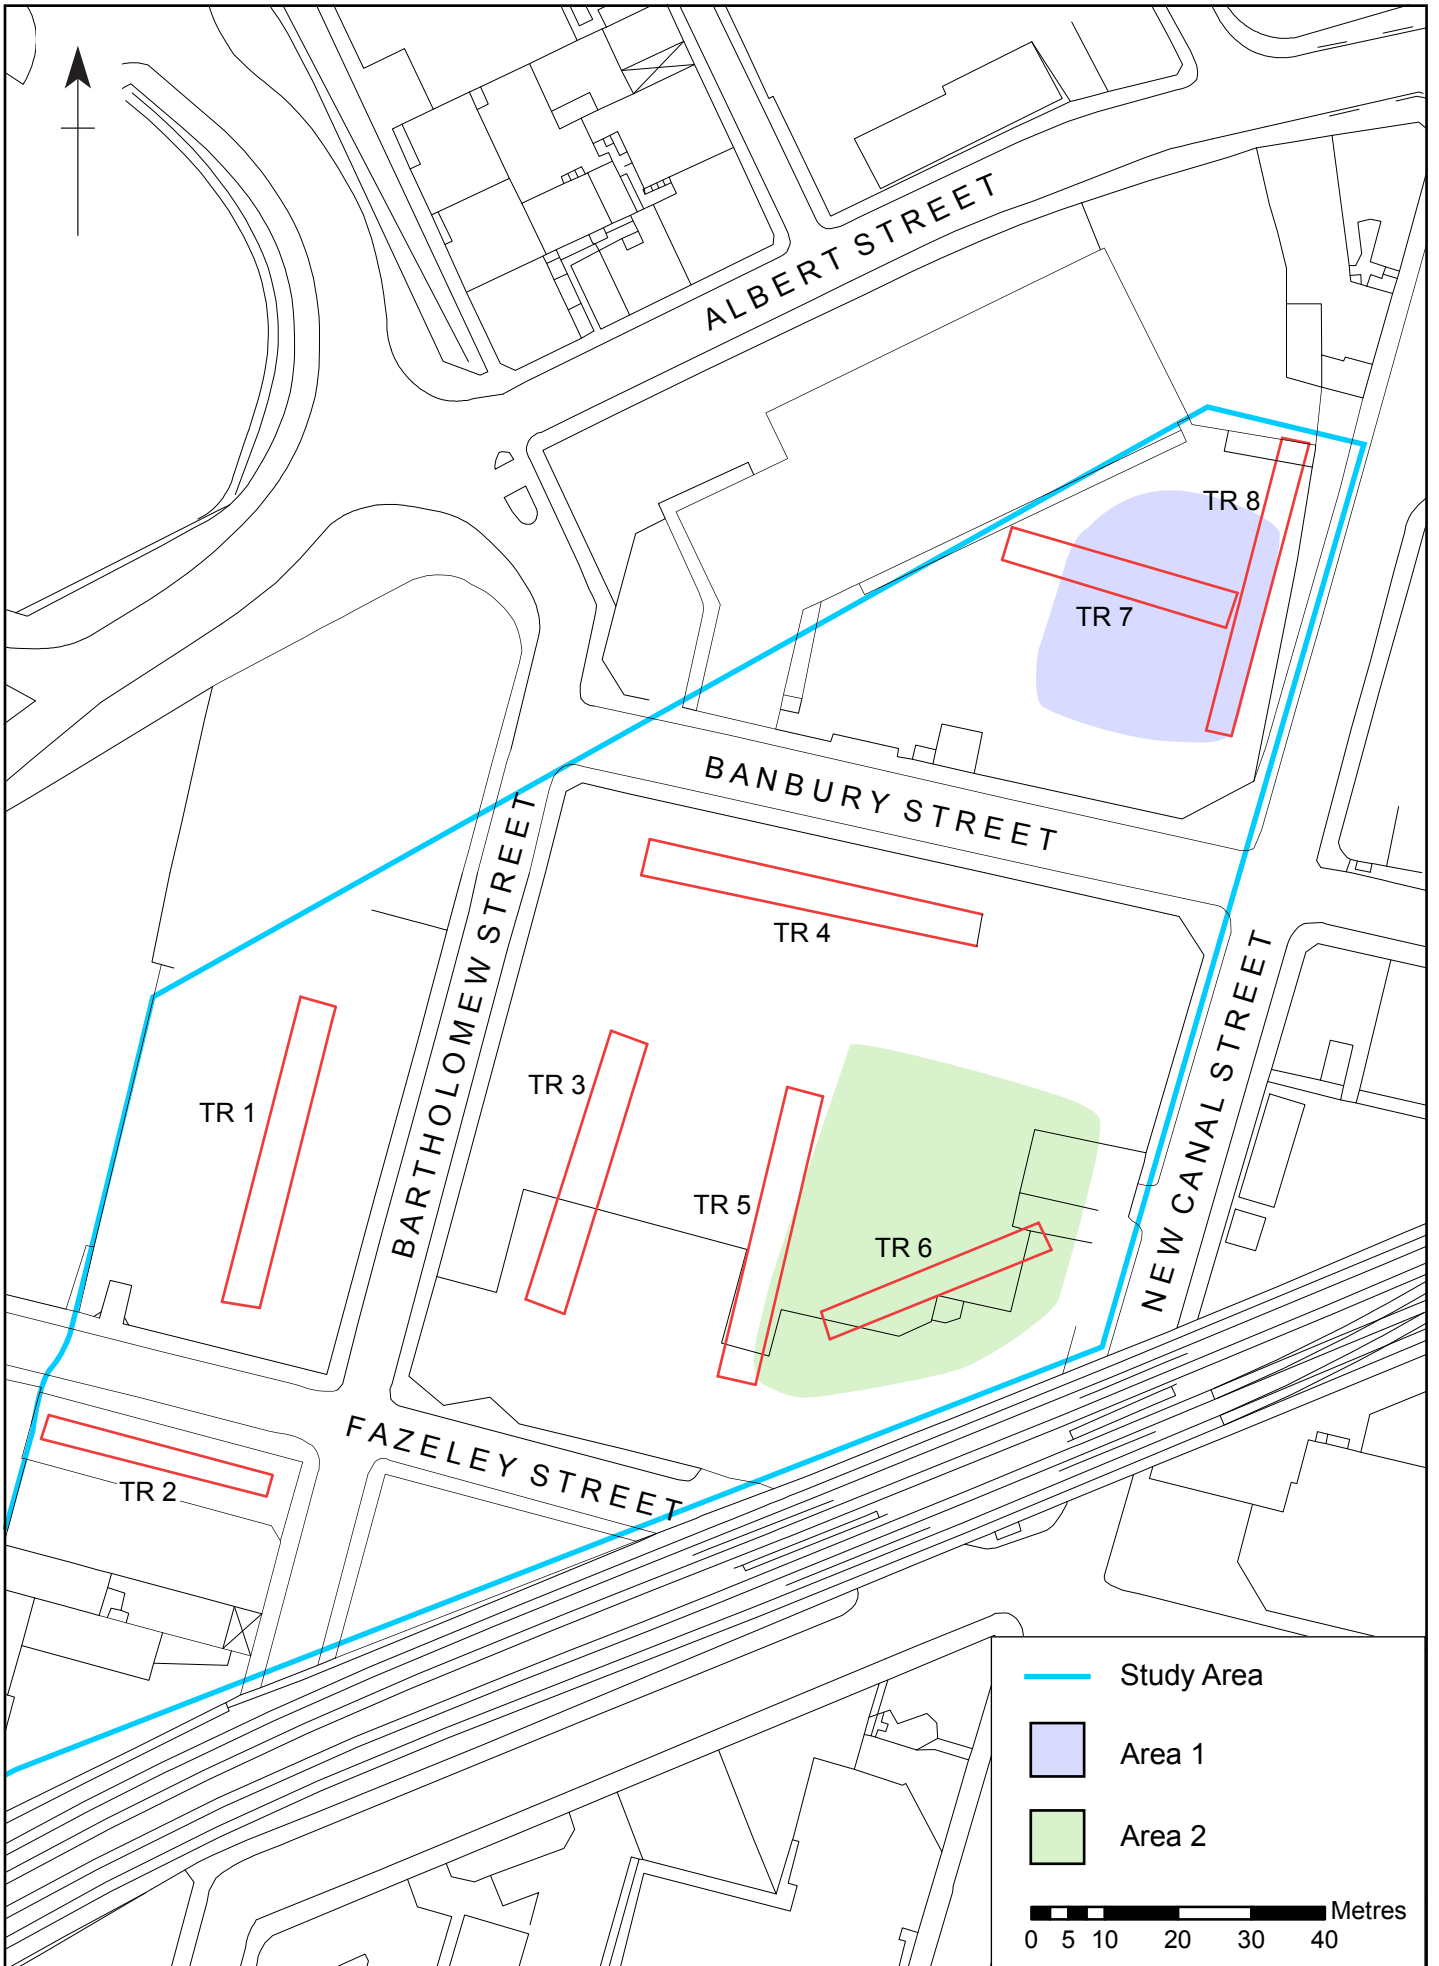 ALBERT STREET
TR 8
TR 7
BANBURY STREET
TR 4
BARTHOLOMEW STREET
NEW CANAL STREET
TR 3
TR 1
TR 5
TR 6
FAZELEY STREET
TR 2
Study Area
Area 1
Area 2
Metres
0 5 10 20 30 40